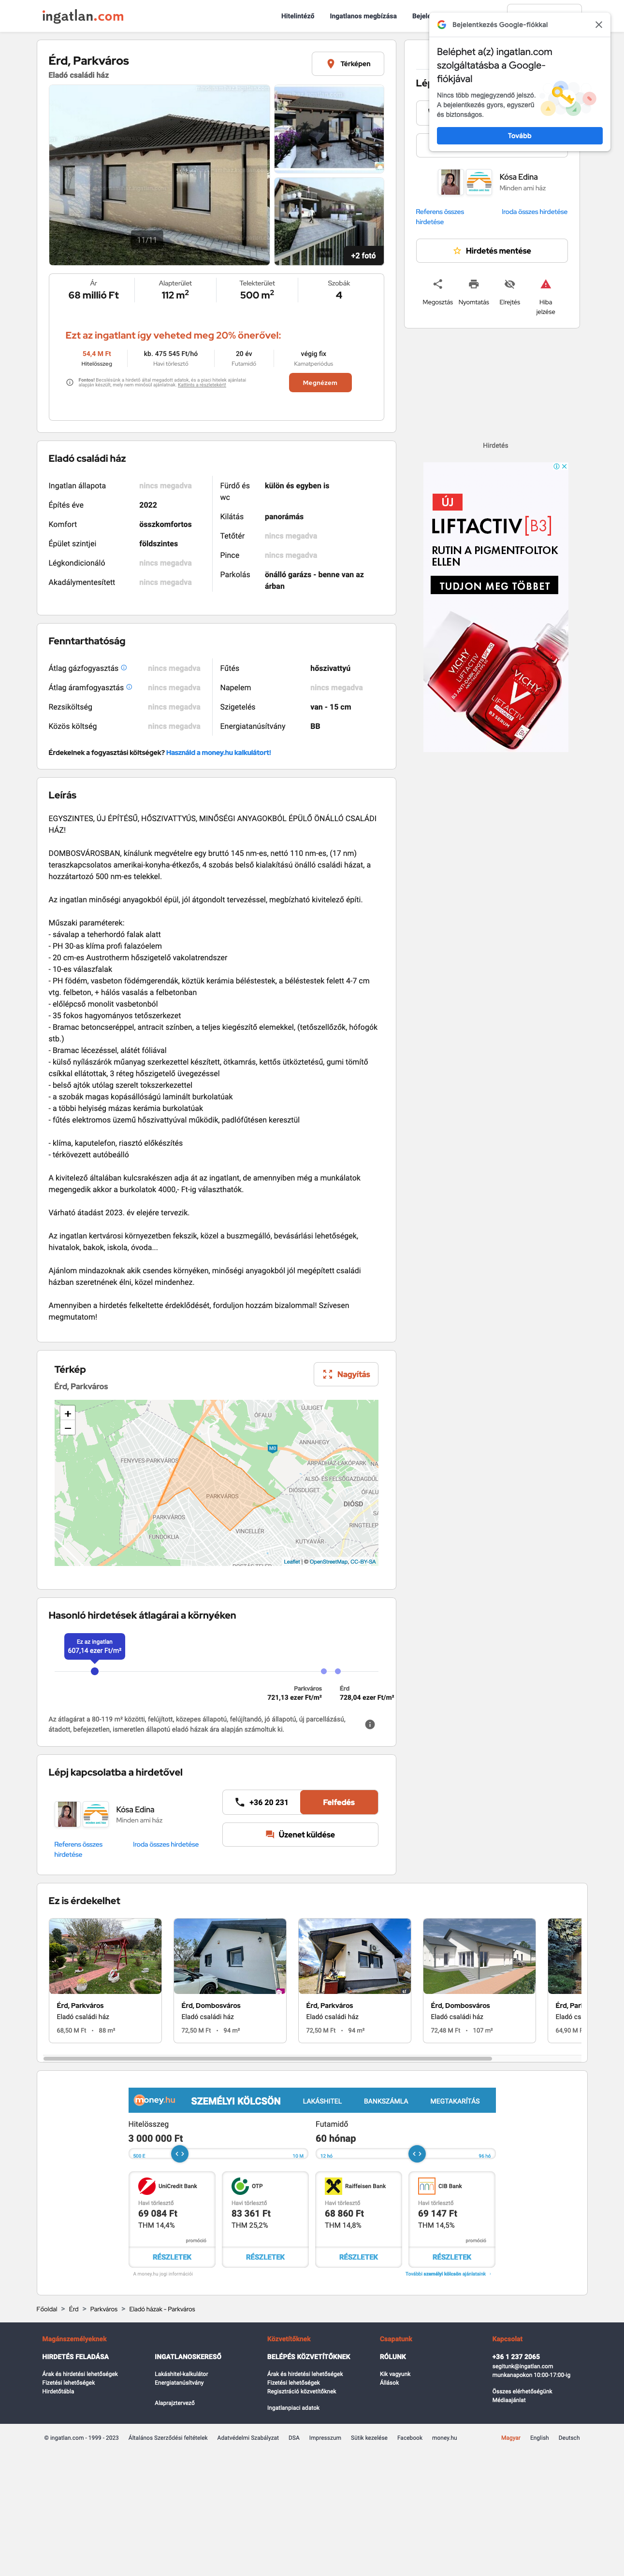 ingatlan.com
Hitelintéző
Ingatlanos megbízása
Bejelentkezés Google-fiókkal
Beléphet a(z) ingatlan.com
szolgáltatásba a Google-
fiókjával
Nincs több megjegyzendő jelszó.
A bejelentkezés gyors, egyszerű
és biztonságos.
Tovább
Érd, Parkváros
Eladó családi ház
Térképen
11/11
+2 fotó
Kósa Edina
Minden ami ház
Referens összes
hirdetése
Iroda összes hirdetése
Hirdetés mentése
Megosztás
Nyomtatás
Elrejtés
Hiba
jelzése
Ár
68 millió Ft
Alapterület
112 m2
Telekterület
500 m2
Szobák
4
Ezt az ingatlant így veheted meg 20% önerővel:
54,4 M Ft
Hitelösszeg
kb. 475 545 Ft/hó
Havi törlesztő
20 év
Futamidő
végig fix
Kamatperiódus
Megnézem
Hirdetés
ÚJ
LIFTACTIV[B3]
RUTIN A PIGMENTFOLTOK
ELLEN
TUDJON MEG TÖBBET
Eladó családi ház
Ingatlan állapota nincs megadva
Építés éve 2022
Komfort összkomfortos
Épület szintjei földszintes
Légkondicionáló nincs megadva
Akadálymentesített nincs megadva
Fürdő és
wc
külön és egyben is
Kilátás panorámás
Tetőtér nincs megadva
Pince nincs megadva
Parkolás önálló garázs - benne van az
árban
Fenntarthatóság
Átlag gázfogyasztás nincs megadva
Átlag áramfogyasztás nincs megadva
Rezsiköltség nincs megadva
Közös költség nincs megadva
Fűtés hőszivattyú
Napelem nincs megadva
Szigetelés van - 15 cm
Energiatanúsítvány BB
Érdekelnek a fogyasztási költségek? Használd a money.hu kalkulátort!
Leírás
EGYSZINTES, ÚJ ÉPÍTÉSŰ, HŐSZIVATTYÚS, MINŐSÉGI ANYAGOKBÓL ÉPÜLŐ ÖNÁLLÓ CSALÁDI
HÁZ!
DOMBOSVÁROSBAN, kínálunk megvételre egy bruttó 145 nm-es, nettó 110 nm-es, (17 nm)
teraszkapcsolatos amerikai-konyha-étkezős, 4 szobás belső kialakítású önálló családi házat, a
hozzátartozó 500 nm-es telekkel.
Az ingatlan minőségi anyagokból épül, jól átgondolt tervezéssel, megbízható kivitelező építi.
Műszaki paraméterek:
- sávalap a teherhordó falak alatt
- PH 30-as klíma profi falazóelem
- 20 cm-es Austrotherm hőszigetelő vakolatrendszer
- 10-es válaszfalak
- PH födém, vasbeton födémgerendák, köztük kerámia béléstestek, a béléstestek felett 4-7 cm
vtg. felbeton, + hálós vasalás a felbetonban
- előlépcső monolit vasbetonból
- 35 fokos hagyományos tetőszerkezet
- Bramac betoncseréppel, antracit színben, a teljes kiegészítő elemekkel, (tetőszellőzők, hófogók
stb.)
- Bramac lécezéssel, alátét fóliával
- külső nyílászárók műanyag szerkezettel készített, ötkamrás, kettős ütköztetésű, gumi tömítő
csíkkal ellátottak, 3 réteg hőszigetelő üvegezéssel
- belső ajtók utólag szerelt tokszerkezettel
- a szobák magas kopásállóságú laminált burkolatúak
- a többi helyiség mázas kerámia burkolatúak
- fűtés elektromos üzemű hőszivattyúval működik, padlófűtésen keresztül
- klíma, kaputelefon, riasztó előkészítés
- térkövezett autóbeálló
A kivitelező általában kulcsrakészen adja át az ingatlant, de amennyiben még a munkálatok
megengedik akkor a burkolatok 4000,- Ft-ig választhatók.
Várható átadást 2023. év elejére tervezik.
Az ingatlan kertvárosi környezetben fekszik, közel a buszmegálló, bevásárlási lehetőségek,
hivatalok, bakok, iskola, óvoda...
Ajánlom mindazoknak akik csendes környéken, minőségi anyagokból jól megépített családi
házban szeretnének élni, közel mindenhez.
Amennyiben a hirdetés felkeltette érdeklődését, forduljon hozzám bizalommal! Szívesen
megmutatom!
Térkép
Érd, Parkváros
Nagyítás
+
−
ÚJLIGET
ÓFALU
ANNAHEGY
FENYVES-PARKVÁROS
DIÓSDLIGET
PARKVÁROS
DIÓSD
PARKVÁROS
VINCELLÉR
FUNDOKLIA
KUTYAVÁR
Leaflet | © OpenStreetMap, CC-BY-SA
Hasonló hirdetések átlagárai a környéken
Ez az ingatlan
607,14 ezer Ft/m²
Parkváros
721,13 ezer Ft/m²
Érd
728,04 ezer Ft/m²
Az átlagárat a 80-119 m² közötti, felújított, közepes állapotú, felújítandó, jó állapotú, új parcellázású,
átadott, befejezetlen, ismeretlen állapotú eladó házak ára alapján számoltuk ki.
Lépj kapcsolatba a hirdetővel
Kósa Edina
Minden ami ház
Referens összes
hirdetése
Iroda összes hirdetése
+36 20 231
Felfedés
Üzenet küldése
Ez is érdekelhet
Érd, Parkváros
Eladó családi ház
68,50 M Ft • 88 m²
Érd, Dombosváros
Eladó családi ház
72,50 M Ft • 94 m²
Érd, Parkváros
Eladó családi ház
72,50 M Ft • 94 m²
Érd, Dombosváros
Eladó családi ház
72,48 M Ft • 107 m²
64,90 M F
money.hu
SZEMÉLYI KÖLCSÖN
LAKÁSHITEL
BANKSZÁMLA
MEGTAKARÍTÁS
Hitelösszeg
3 000 000 Ft
Futamidő
60 hónap
UniCredit Bank
Havi törlesztő
69 084 Ft
THM 14,4%
promóció
RÉSZLETEK
OTP
Havi törlesztő
83 361 Ft
THM 25,2%
RÉSZLETEK
Raiffeisen Bank
Havi törlesztő
68 860 Ft
THM 14,8%
RÉSZLETEK
CIB Bank
Havi törlesztő
69 147 Ft
THM 14,5%
promóció
RÉSZLETEK
A money.hu jogi információi
További személyi kölcsön ajánlataink →
Főoldal > Érd > Parkváros > Eladó házak - Parkváros
Magánszemélyeknek
HIRDETÉS FELADÁSA
Árak és hirdetési lehetőségek
Fizetési lehetőségek
Hirdetőtábla
INGATLANOSKERESŐ
Lakáshitel-kalkulátor
Energiatanúsítvány
Alaprajztervező
Közvetítőknek
BELÉPÉS KÖZVETÍTŐKNEK
Árak és hirdetési lehetőségek
Fizetési lehetőségek
Regisztráció közvetítőknek
Ingatlanpiaci adatok
Csapatunk
RÓLUNK
Kik vagyunk
Állások
Kapcsolat
+36 1 237 2065
segitunk@ingatlan.com
munkanapokon 10:00-17:00-ig
Összes elérhetőségünk
Médiaajánlat
© ingatlan.com - 1999 - 2023
Általános Szerződési feltételek
Adatvédelmi Szabályzat
DSA
Impresszum
Sütik kezelése
Facebook
money.hu
Magyar
English
Deutsch